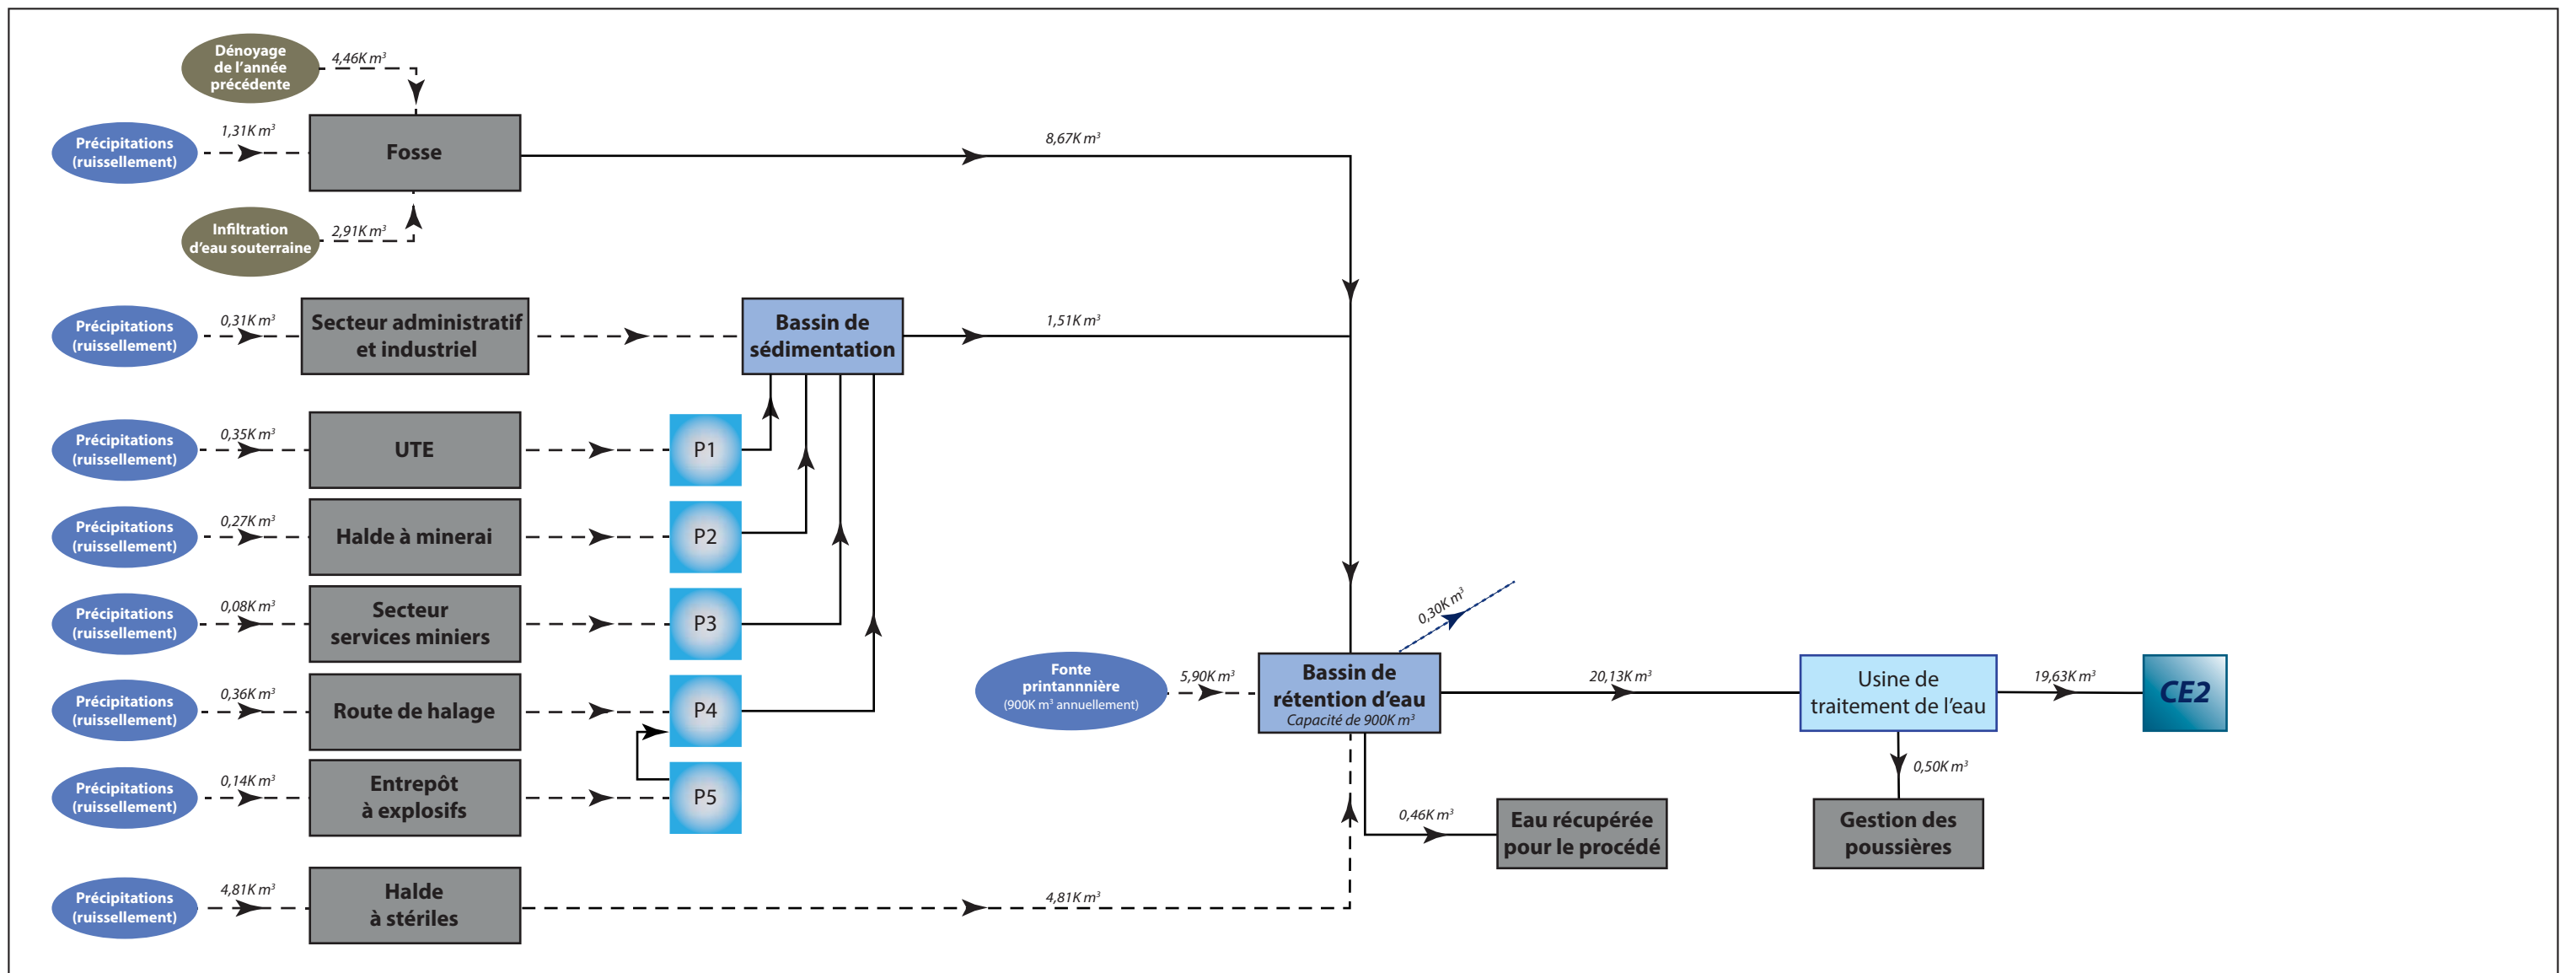 Dénoyage
de l'année
précédente
4,46K m³
Précipitations
(ruissellement)
1,31K m³
Fosse
8,67K m³
Infiltration
d'eau souterraine
2,91K m³
Précipitations
(ruissellement)
0,31K m³
Secteur administratif
et industriel
Bassin de
sédimentation
1,51K m³
Précipitations
(ruissellement)
0,35K m³
UTE
P1
Précipitations
(ruissellement)
0,27K m³
Halde à minerai
P2
Précipitations
(ruissellement)
0,08K m³
Secteur
services miniers
P3
Précipitations
(ruissellement)
0,36K m³
Route de halage
P4
Précipitations
(ruissellement)
0,14K m³
Entrepôt
à explosifs
P5
Précipitations
(ruissellement)
4,81K m³
Halde
à stériles
4,81K m³
Fonte
printannnière
(900K m³ annuellement)
5,90K m³
Bassin de
rétention d'eau
Capacité de 900K m³
0,30K m³
20,13K m³
Usine de
traitement de l'eau
19,63K m³
CE2
0,46K m³
Eau récupérée
pour le procédé
0,50K m³
Gestion des
poussières